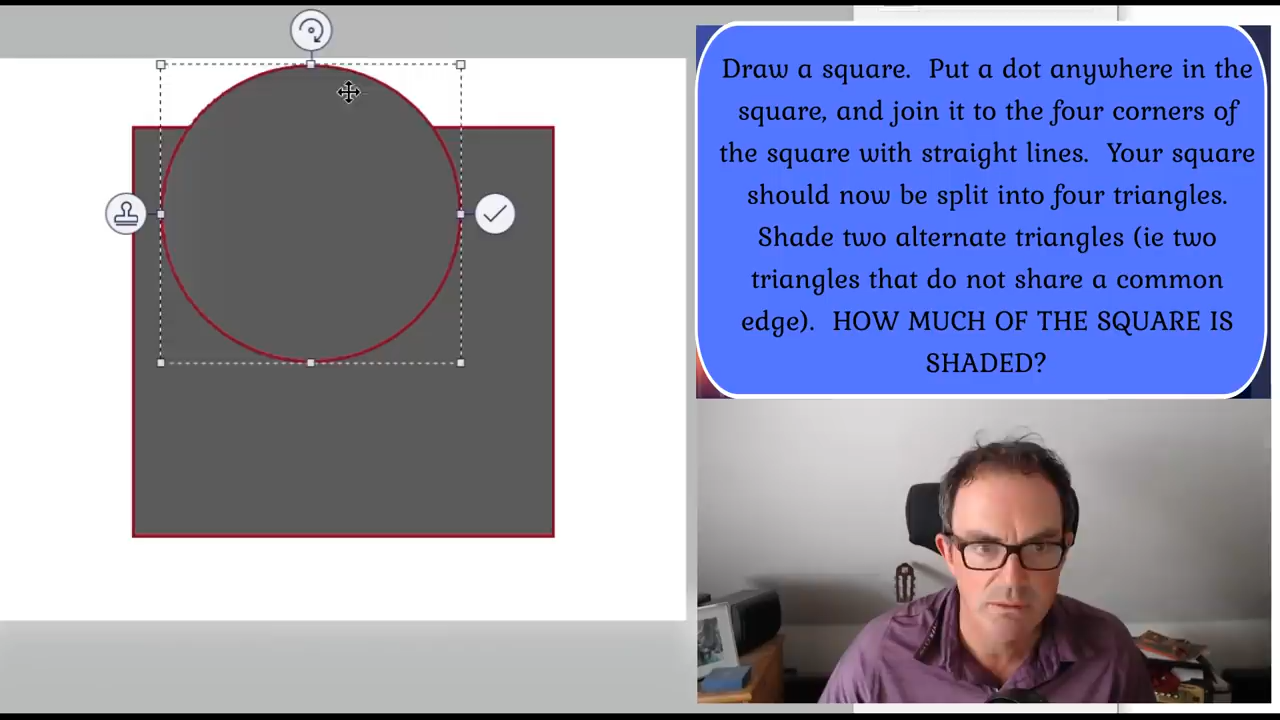 Draw a square.  Put a dot anywhere in the
square, and join it to the four corners of
the square with straight lines.  Your square
should now be split into four triangles.
Shade two alternate triangles (ie two
triangles that do not share a common
edge).  HOW MUCH OF THE SQUARE IS
SHADED?